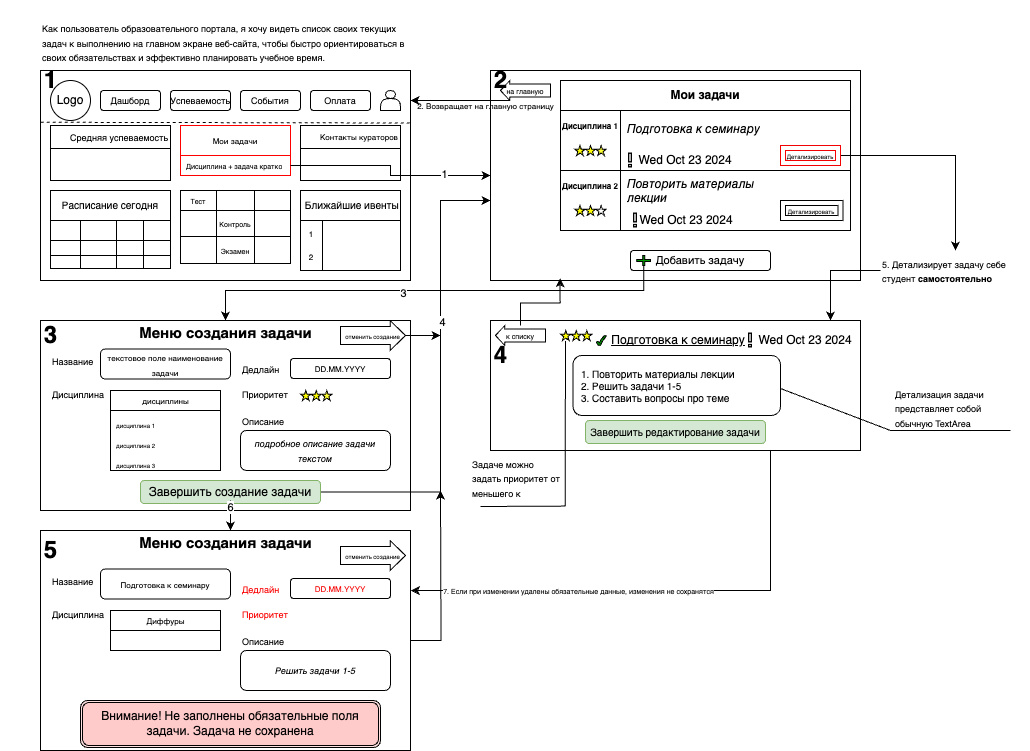 Как пользователь образовательного портала, я хочу видеть список своих текущих
задач к выполнению на главном экране веб-сайта, чтобы быстро ориентироваться в
своих обязательствах и эффективно планировать учебное время.
1
Logo
Дашборд
Успеваемость
События
Оплата
Средняя успеваемость
Мои задачи
Дисциплина + задача кратко
Контакты кураторов
Расписание сегодня
Тест
Контроль
Экзамен
Ближайшие ивенты
1
2
2. Возвращает на главную страницу
1
2
на главную
Мои задачи
Дисциплина 1
Подготовка к семинару
Wed Oct 23 2024
Детализировать
Дисциплина 2
Повторить материалы
лекции
Wed Oct 23 2024
Детализировать
Добавить задачу
5. Детализирует задачу себе
студент самостоятельно
3
4
3
Меню создания задачи
отменить создание
Название
текстовое поле наименование
задачи
Дедлайн
DD.MM.YYYY
Дисциплина
дисциплины
дисциплина 1
дисциплина 2
дисциплина 3
Приоритет
Описание
подробное описание задачи
текстом
Завершить создание задачи
6
4
к списку
Подготовка к семинару
Wed Oct 23 2024
1. Повторить материалы лекции
2. Решить задачи 1-5
3. Составить вопросы про теме
Завершить редактирование задачи
Детализация задачи
представляет собой
обычную TextArea
Задаче можно
задать приоритет от
меньшего к
5
Меню создания задачи
отменить создание
Название
Подготовка к семинару
Дедлайн
DD.MM.YYYY
Дисциплина
Диффуры
Приоритет
Описание
Решить задачи 1-5
Внимание! Не заполнены обязательные поля
задачи. Задача не сохранена
7. Если при изменении удалены обязательные данные, изменения не сохранятся